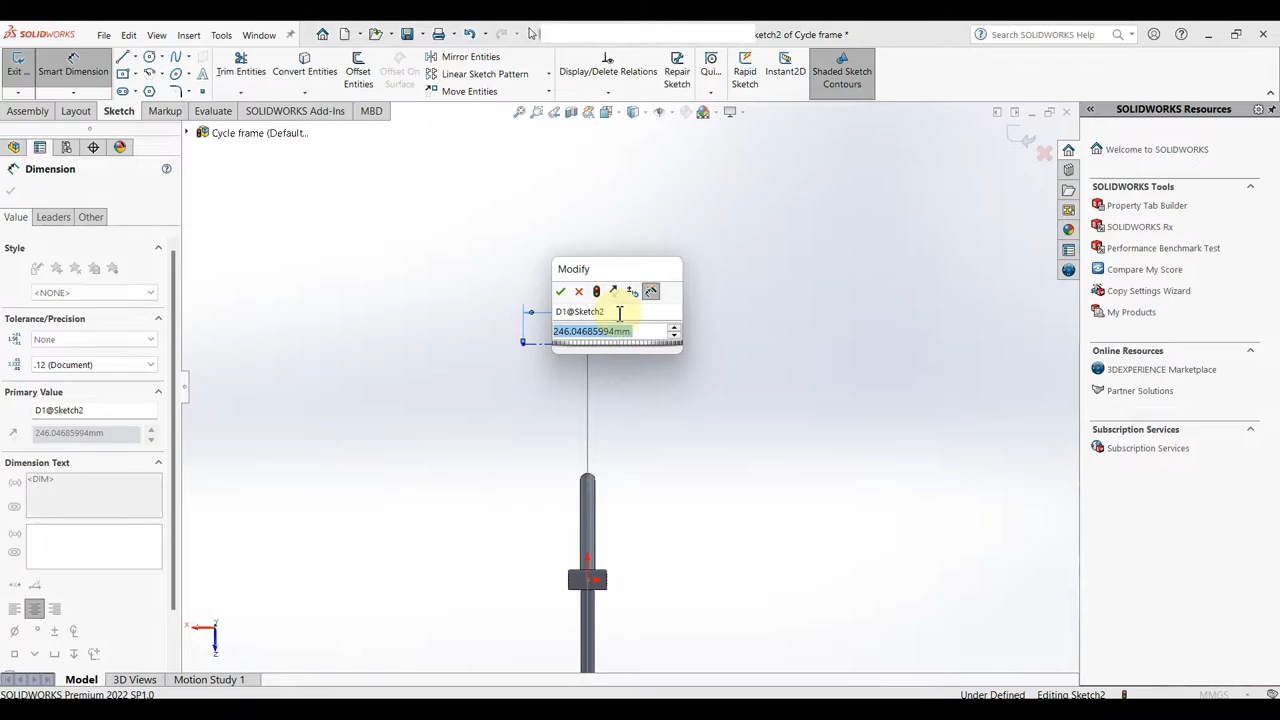 SOLIDWORKS
File Edit View Insert Tools Window
sketch2 of Cycle frame *
SOLIDWORKS Help
Exit ...
Smart Dimension
Trim Entities
Convert Entities
Offset Entities
Offset On Surface
Mirror Entities
Linear Sketch Pattern
Move Entities
Display/Delete Relations
Repair Sketch
Qui...
Rapid Sketch
Instant2D
Shaded Sketch Contours
Assembly Layout Sketch Markup Evaluate SOLIDWORKS Add-Ins MBD
Cycle frame (Default...
Dimension
Value Leaders Other
Style
<NONE>
Tolerance/Precision
None
.12 (Document)
Primary Value
D1@Sketch2
246.04685994mm
Dimension Text
<DIM>
Modify
D1@Sketch2
246.04685994mm
X
Y
Z
SOLIDWORKS Resources
Welcome to SOLIDWORKS
SOLIDWORKS Tools
Property Tab Builder
SOLIDWORKS Rx
Performance Benchmark Test
Compare My Score
Copy Settings Wizard
My Products
Online Resources
3DEXPERIENCE Marketplace
Partner Solutions
Subscription Services
Subscription Services
Model 3D Views Motion Study 1
SOLIDWORKS Premium 2022 SP1.0
Under Defined Editing Sketch2 MMGS